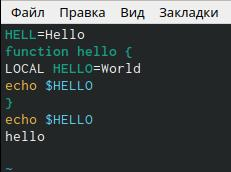 Файл Правка Вид Закладки
HELL=Hello
function hello {
LOCAL HELLO=World
echo $HELLO
}
echo $HELLO
hello
~